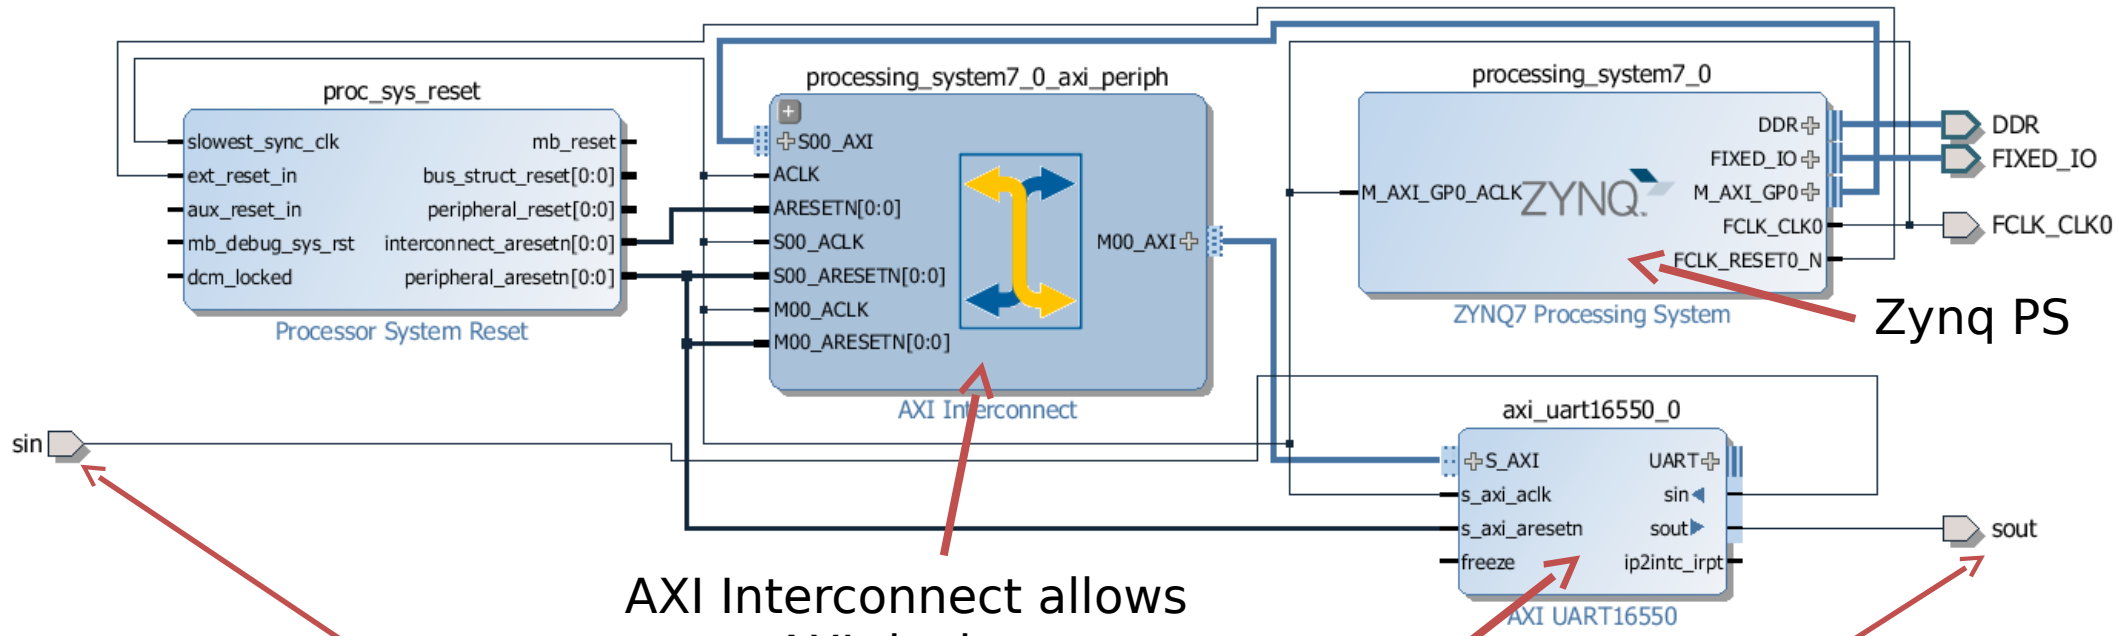 proc_sys_reset
slowest_sync_clk
ext_reset_in
aux_reset_in
mb_debug_sys_rst
dcm_locked
mb_reset
bus_struct_reset[0:0]
peripheral_reset[0:0]
interconnect_aresetn[0:0]
peripheral_aresetn[0:0]
Processor System Reset
processing_system7_0_axi_periph
S00_AXI
ACLK
ARESETN[0:0]
S00_ACLK
S00_ARESETN[0:0]
M00_ACLK
M00_ARESETN[0:0]
M00_AXI
AXI Interconnect
processing_system7_0
M_AXI_GP0_ACLK
ZYNQ
DDR
FIXED_IO
M_AXI_GP0
FCLK_CLK0
FCLK_RESET0_N
ZYNQ7 Processing System
DDR
FIXED_IO
FCLK_CLK0
Zynq PS
sin
axi_uart16550_0
S_AXI
s_axi_aclk
s_axi_aresetn
freeze
UART
sin
sout
ip2intc_irpt
AXI UART16550
sout
AXI Interconnect allows